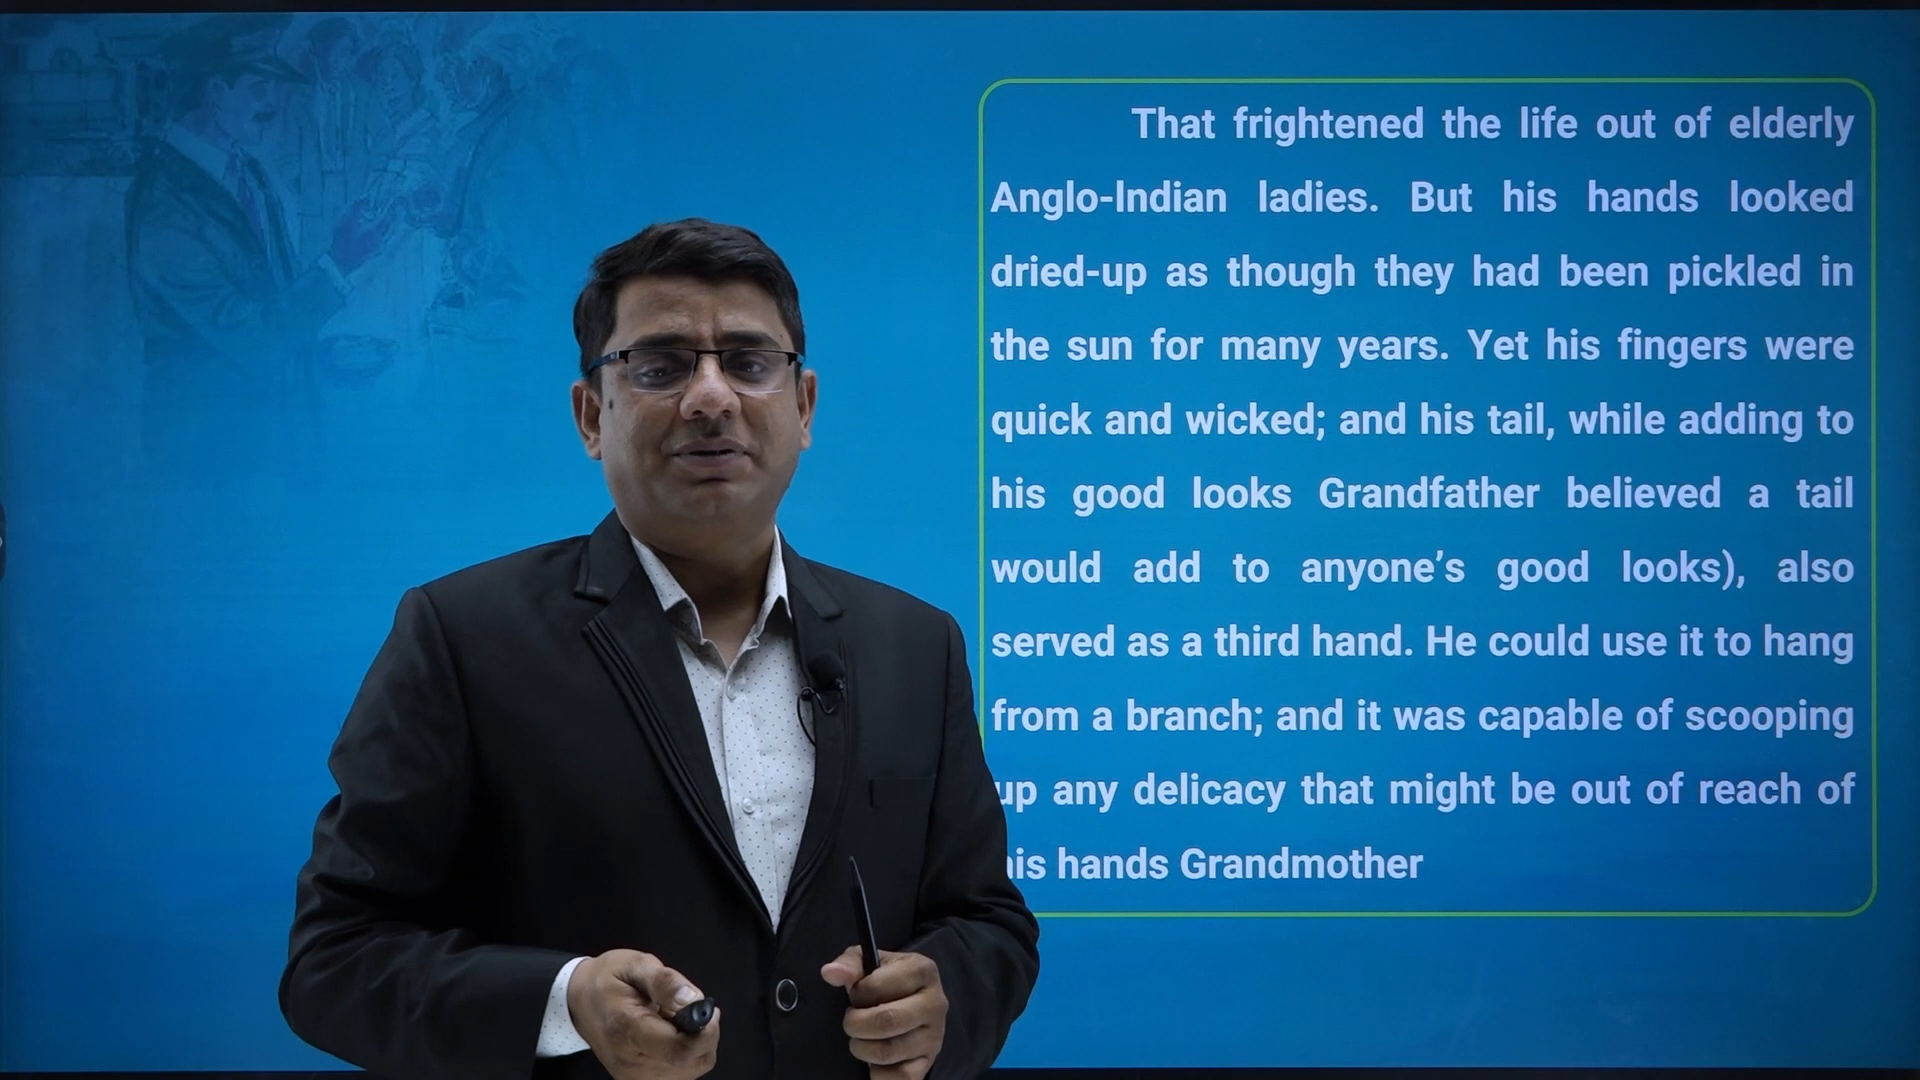 That frightened the life out of elderly
Anglo-Indian ladies. But his hands looked
dried-up as though they had been pickled in
the sun for many years. Yet his fingers were
quick and wicked; and his tail, while adding to
his good looks Grandfather believed a tail
would add to anyone’s good looks), also
served as a third hand. He could use it to hang
from a branch; and it was capable of scooping
up any delicacy that might be out of reach of
his hands Grandmother